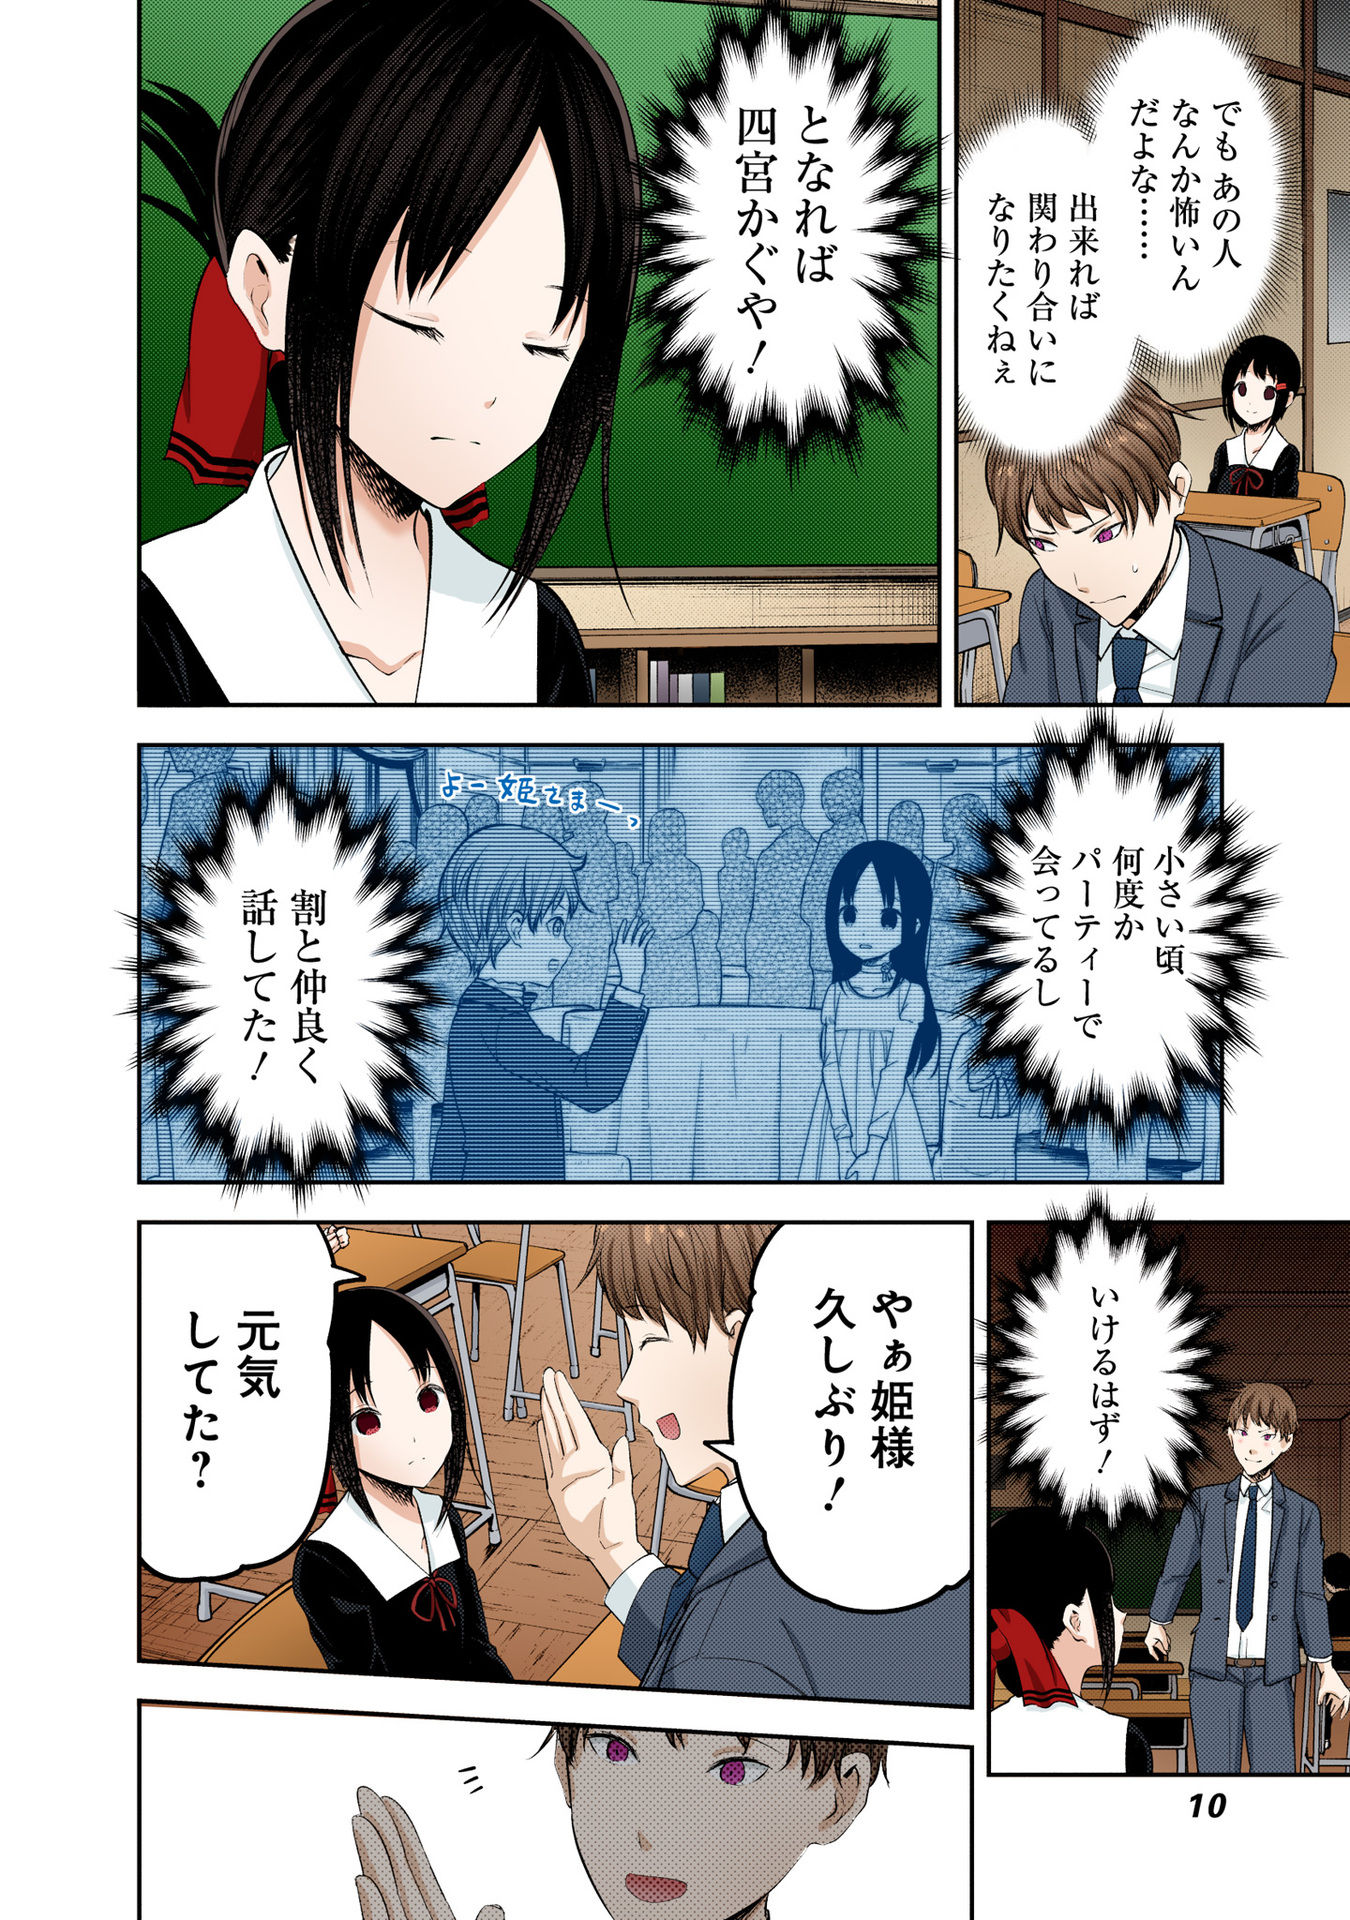 でもあの人
なんか怖いん
だよな……
出来れば
関わり合いに
なりたくねぇ
となれば
四宮かぐや！
小さい頃
何度か
パーティーで
会ってるし
よー姫さまーっ
割と仲良く
話してた！
いけるはず！
やぁ姫様
久しぶり！
元気
してた？
10